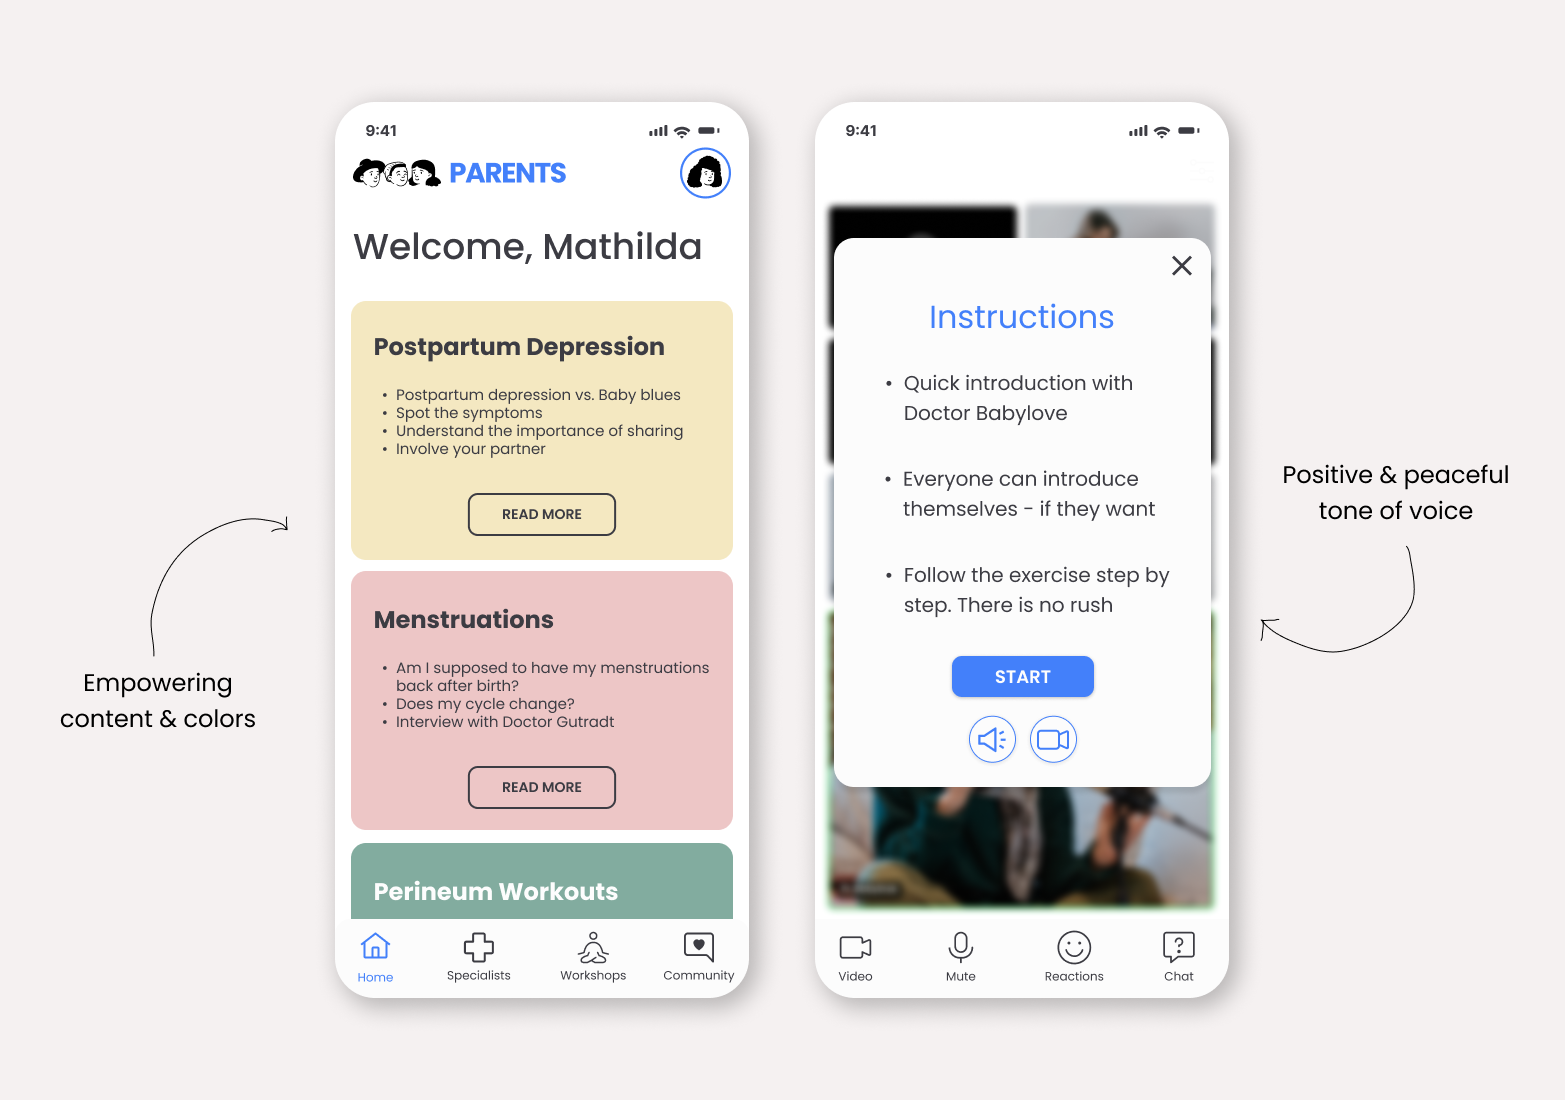 9:41
PARENTS
Welcome, Mathilda
Postpartum Depression
• Postpartum depression vs. Baby blues
• Spot the symptoms
• Understand the importance of sharing
• Involve your partner
READ MORE
Menstruations
• Am I supposed to have my menstruations
back after birth?
• Does my cycle change?
• Interview with Doctor Gutradt
READ MORE
Perineum Workouts
Home
Specialists
Workshops
Community
Empowering
content & colors
9:41
Instructions
• Quick introduction with
Doctor Babylove
• Everyone can introduce
themselves - if they want
• Follow the exercise step by
step. There is no rush
START
Video
Mute
Reactions
Chat
Positive & peaceful
tone of voice